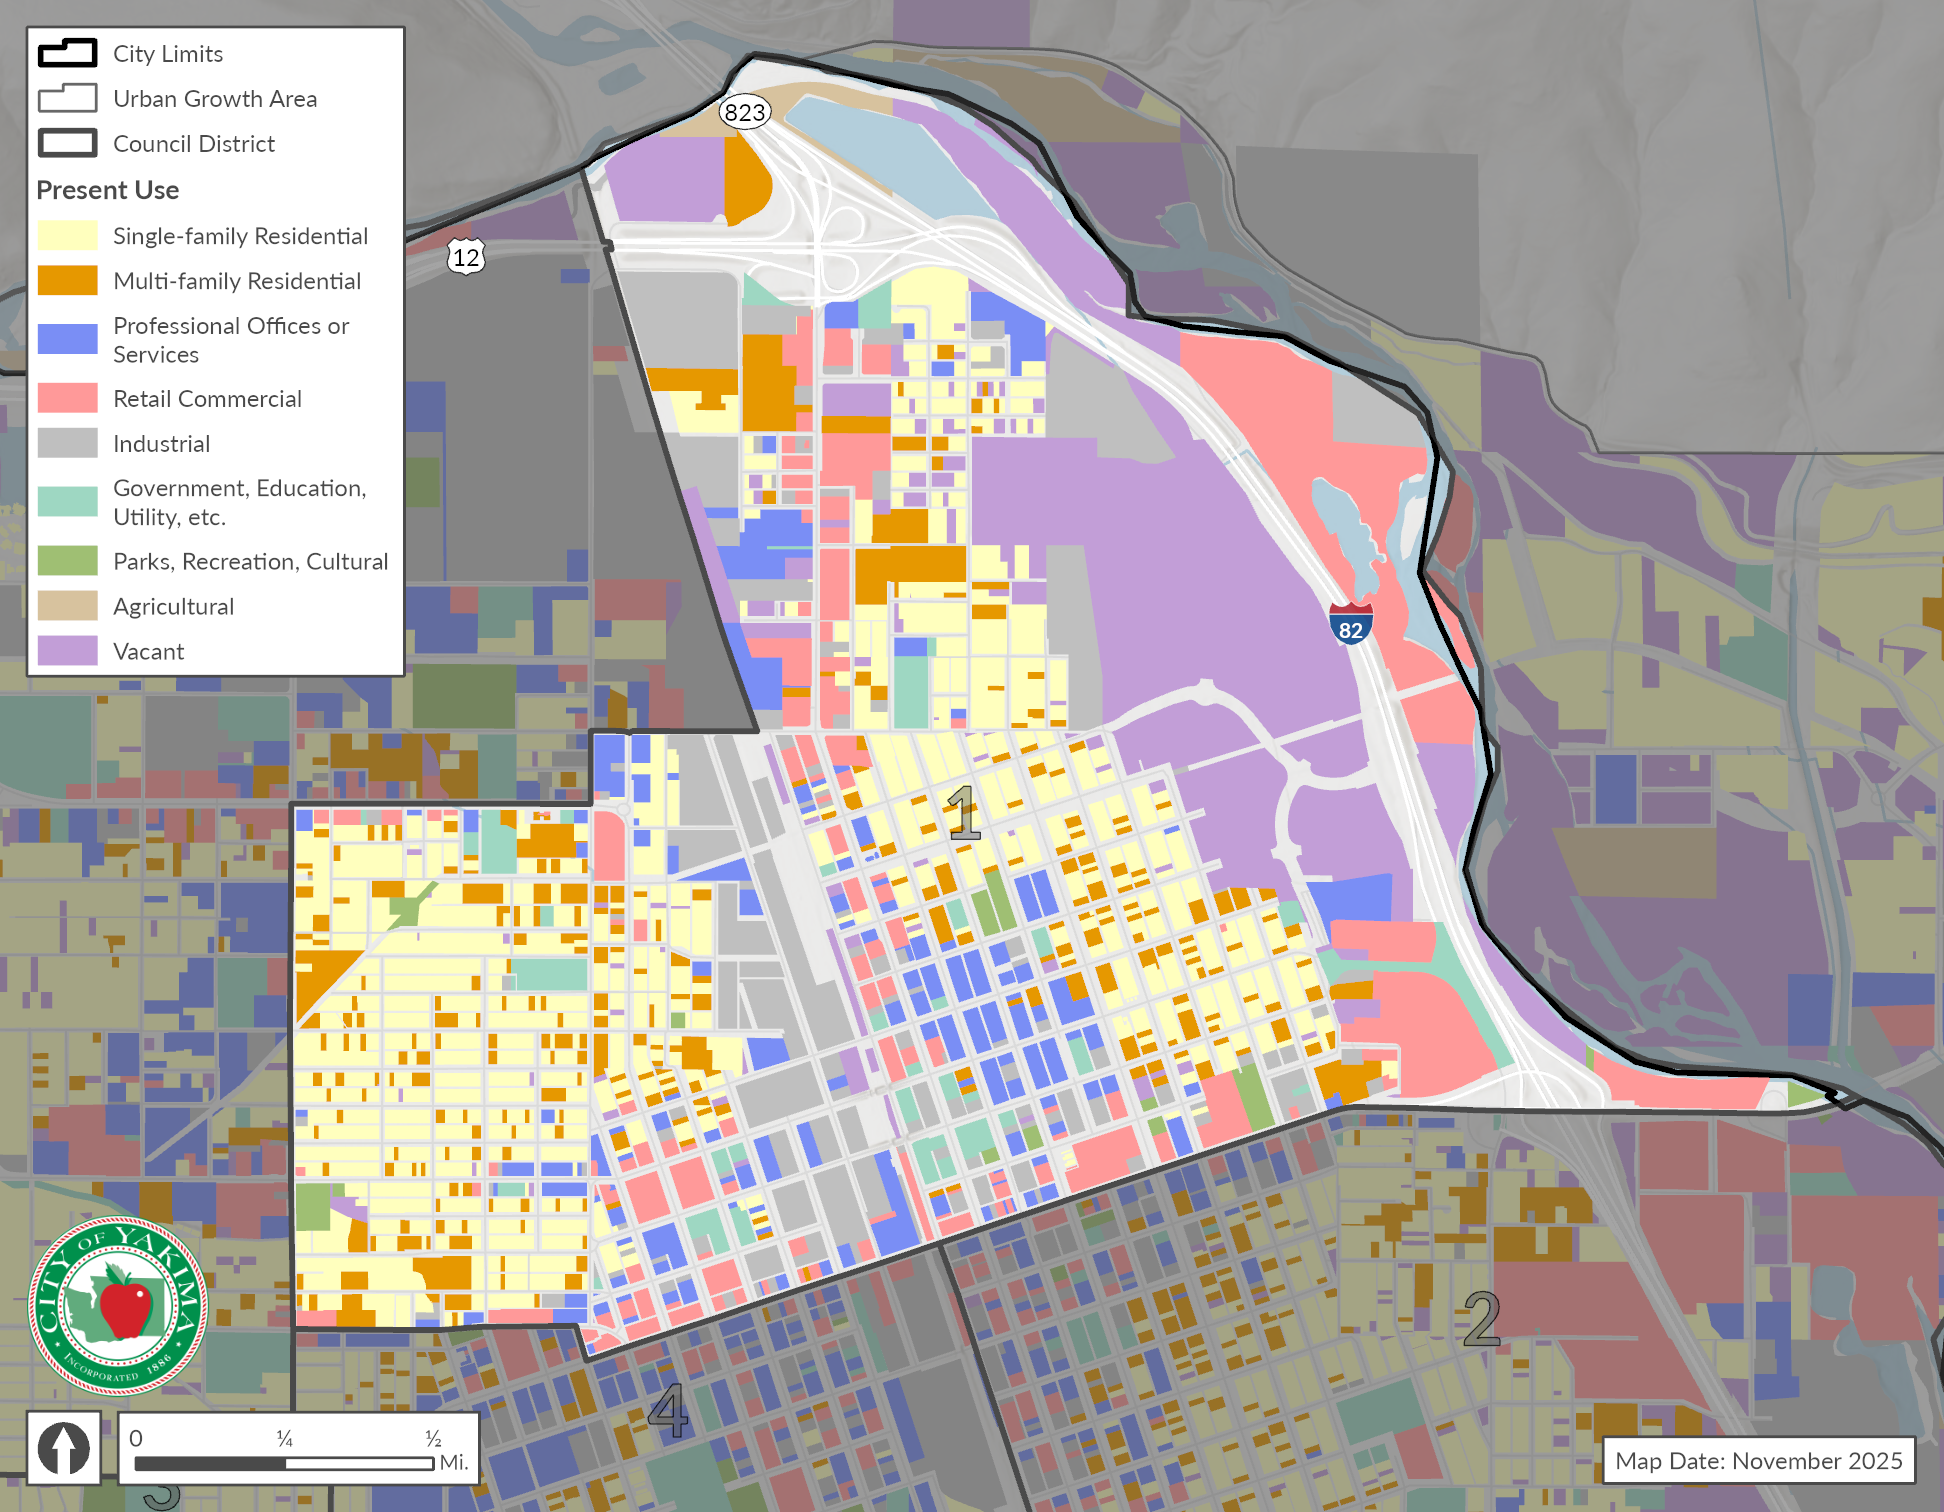 City Limits
Urban Growth Area
Council District
Present Use
Single-family Residential
Multi-family Residential
Professional Offices or
Services
Retail Commercial
Industrial
Government, Education,
Utility, etc.
Parks, Recreation, Cultural
Agricultural
Vacant
823
12
82
1
2
4
3
CITY OF YAKIMA
INCORPORATED 1886
0 ¼ ½
Mi.
Map Date: November 2025